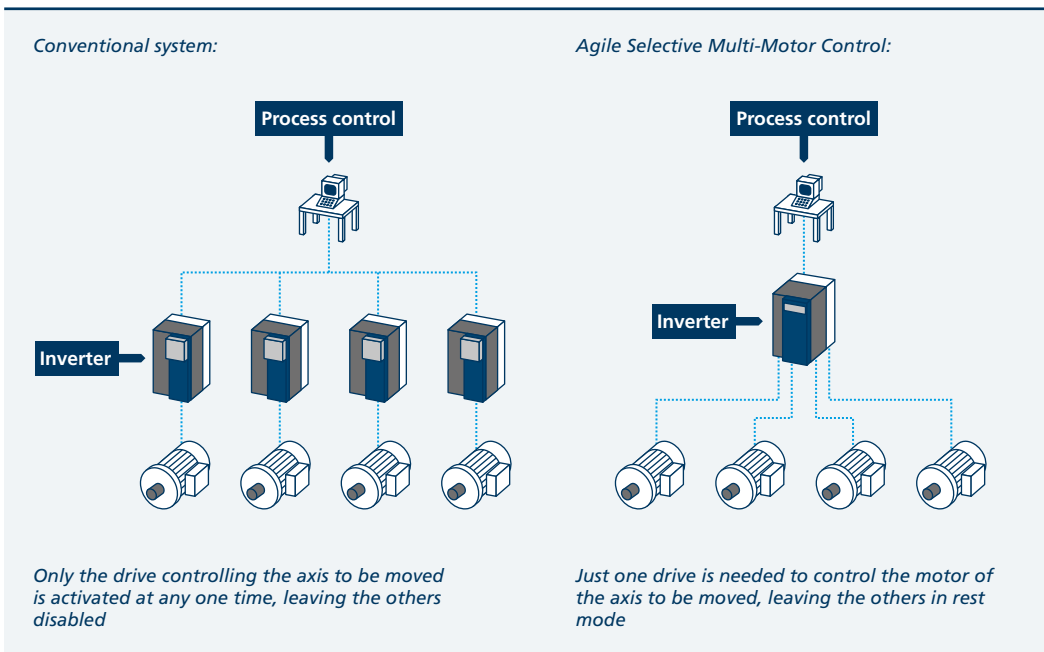 Conventional system:
Process control
Inverter
Only the drive controlling the axis to be moved
is activated at any one time, leaving the others
disabled
Agile Selective Multi-Motor Control:
Process control
Inverter
Just one drive is needed to control the motor of
the axis to be moved, leaving the others in rest
mode